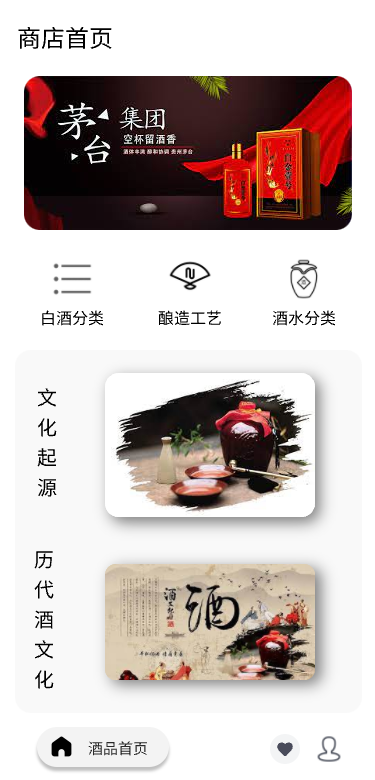 商店首页
茅台
集团
空杯留酒香
酒体丰满 醇和协调 贵州茅台
白酒分类
酿造工艺
酒水分类
文化起源
历代酒文化
酒
酒品首页